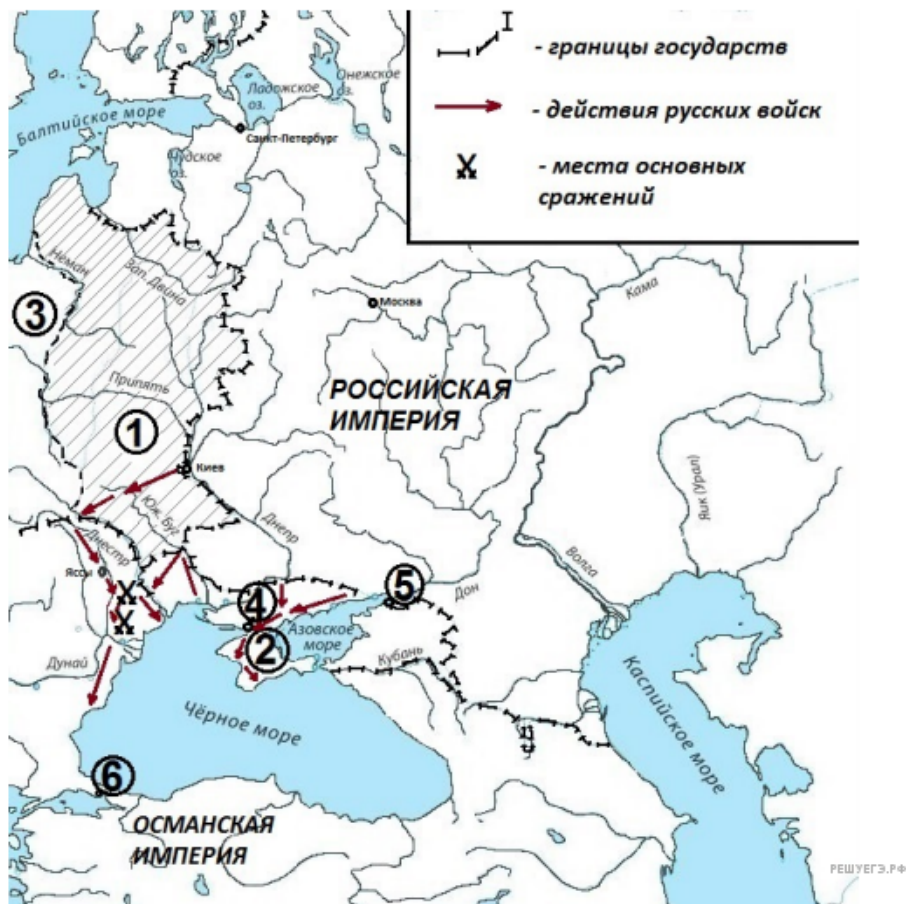 - границы государств
- действия русских войск
- места основных
сражений
Балтийское море
Ладожское
оз.
Онежское
оз.
Санкт-Петербург
Чудское
оз.
Неман
Зап. Двина
Москва
Кама
3
Припять
РОССИЙСКАЯ
ИМПЕРИЯ
1
Киев
Юж. Буг
Днепр
Яик (Урал)
Волга
Днестр
Яссы
5
Дон
4
Азовское
море
2
Кубань
Дунай
Чёрное море
Каспийское море
6
ОСМАНСКАЯ
ИМПЕРИЯ
РЕШУЕГЭ.РФ